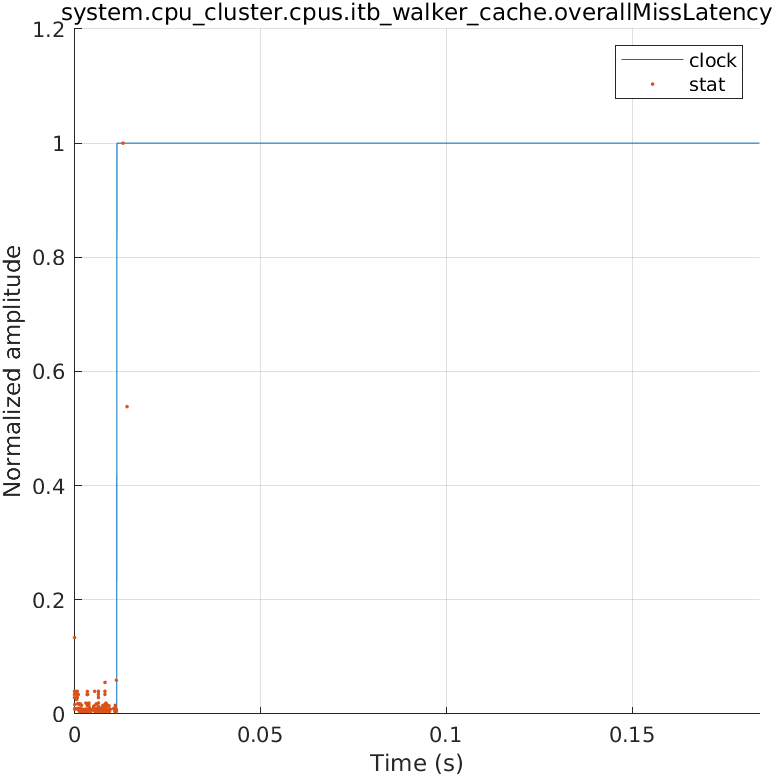 system.cpu_cluster.cpus.itb_walker_cache.overallMissLatency
1.2
clock
stat
1
0.8
0.6
0.4
0.2
0
Normalized amplitude
0
0.05
0.1
0.15
Time (s)